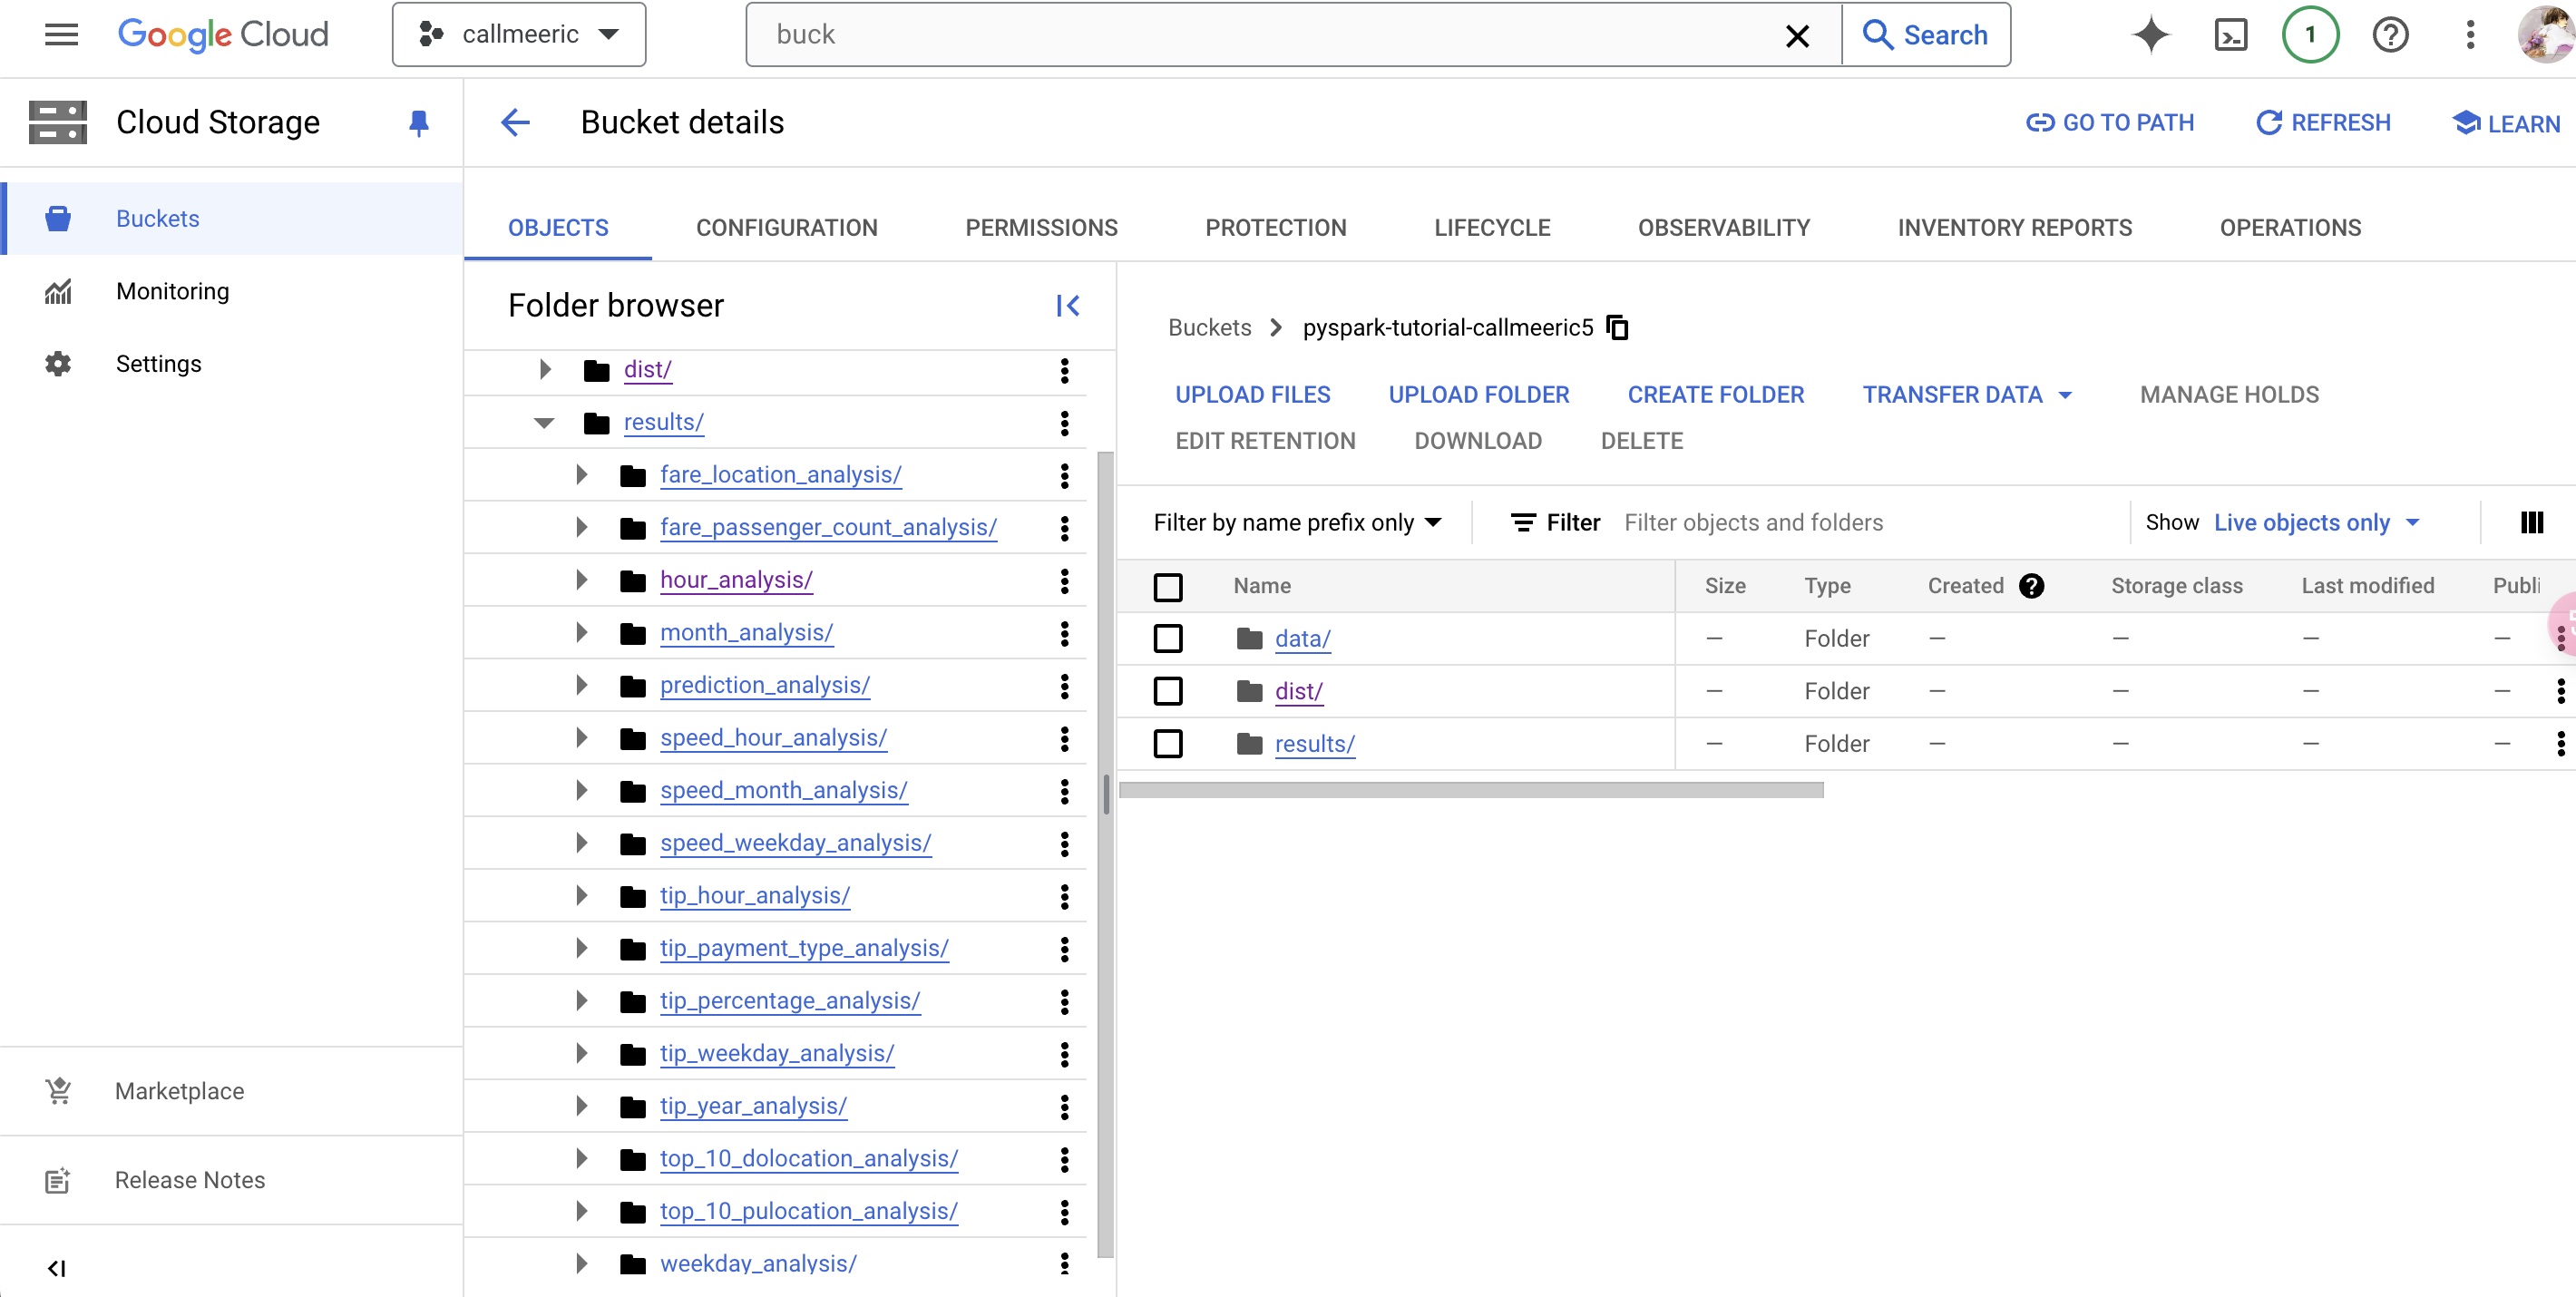 Google Cloud
callmeeric
buck
Search
1
Cloud Storage
Bucket details
GO TO PATH
REFRESH
LEARN
Buckets
Monitoring
Settings
Marketplace
Release Notes
OBJECTS
CONFIGURATION
PERMISSIONS
PROTECTION
LIFECYCLE
OBSERVABILITY
INVENTORY REPORTS
OPERATIONS
Folder browser
dist/
results/
fare_location_analysis/
fare_passenger_count_analysis/
hour_analysis/
month_analysis/
prediction_analysis/
speed_hour_analysis/
speed_month_analysis/
speed_weekday_analysis/
tip_hour_analysis/
tip_payment_type_analysis/
tip_percentage_analysis/
tip_weekday_analysis/
tip_year_analysis/
top_10_dolocation_analysis/
top_10_pulocation_analysis/
weekday_analysis/
Buckets > pyspark-tutorial-callmeeric5
UPLOAD FILES UPLOAD FOLDER CREATE FOLDER TRANSFER DATA MANAGE HOLDS
EDIT RETENTION DOWNLOAD DELETE
Filter by name prefix only Filter Filter objects and folders Show Live objects only
Name Size Type Created Storage class Last modified Publi
data/ — Folder — — — —
dist/ — Folder — — — —
results/ — Folder — — — —